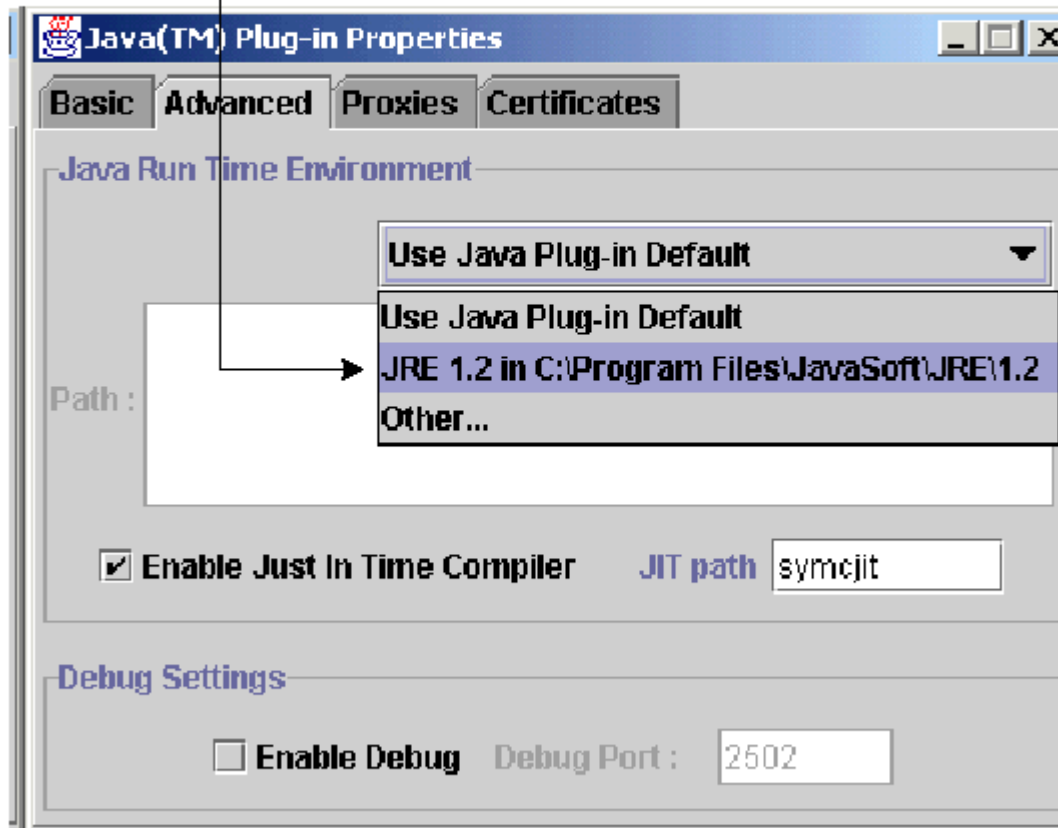 Java(TM) Plug-in Properties
Basic Advanced Proxies Certificates
Java Run Time Environment
Use Java Plug-in Default
Use Java Plug-in Default
JRE 1.2 in C:\Program Files\JavaSoft\JRE\1.2
Path :
Other...
Enable Just In Time Compiler JIT path symcjit
Debug Settings
Enable Debug Debug Port : 2502